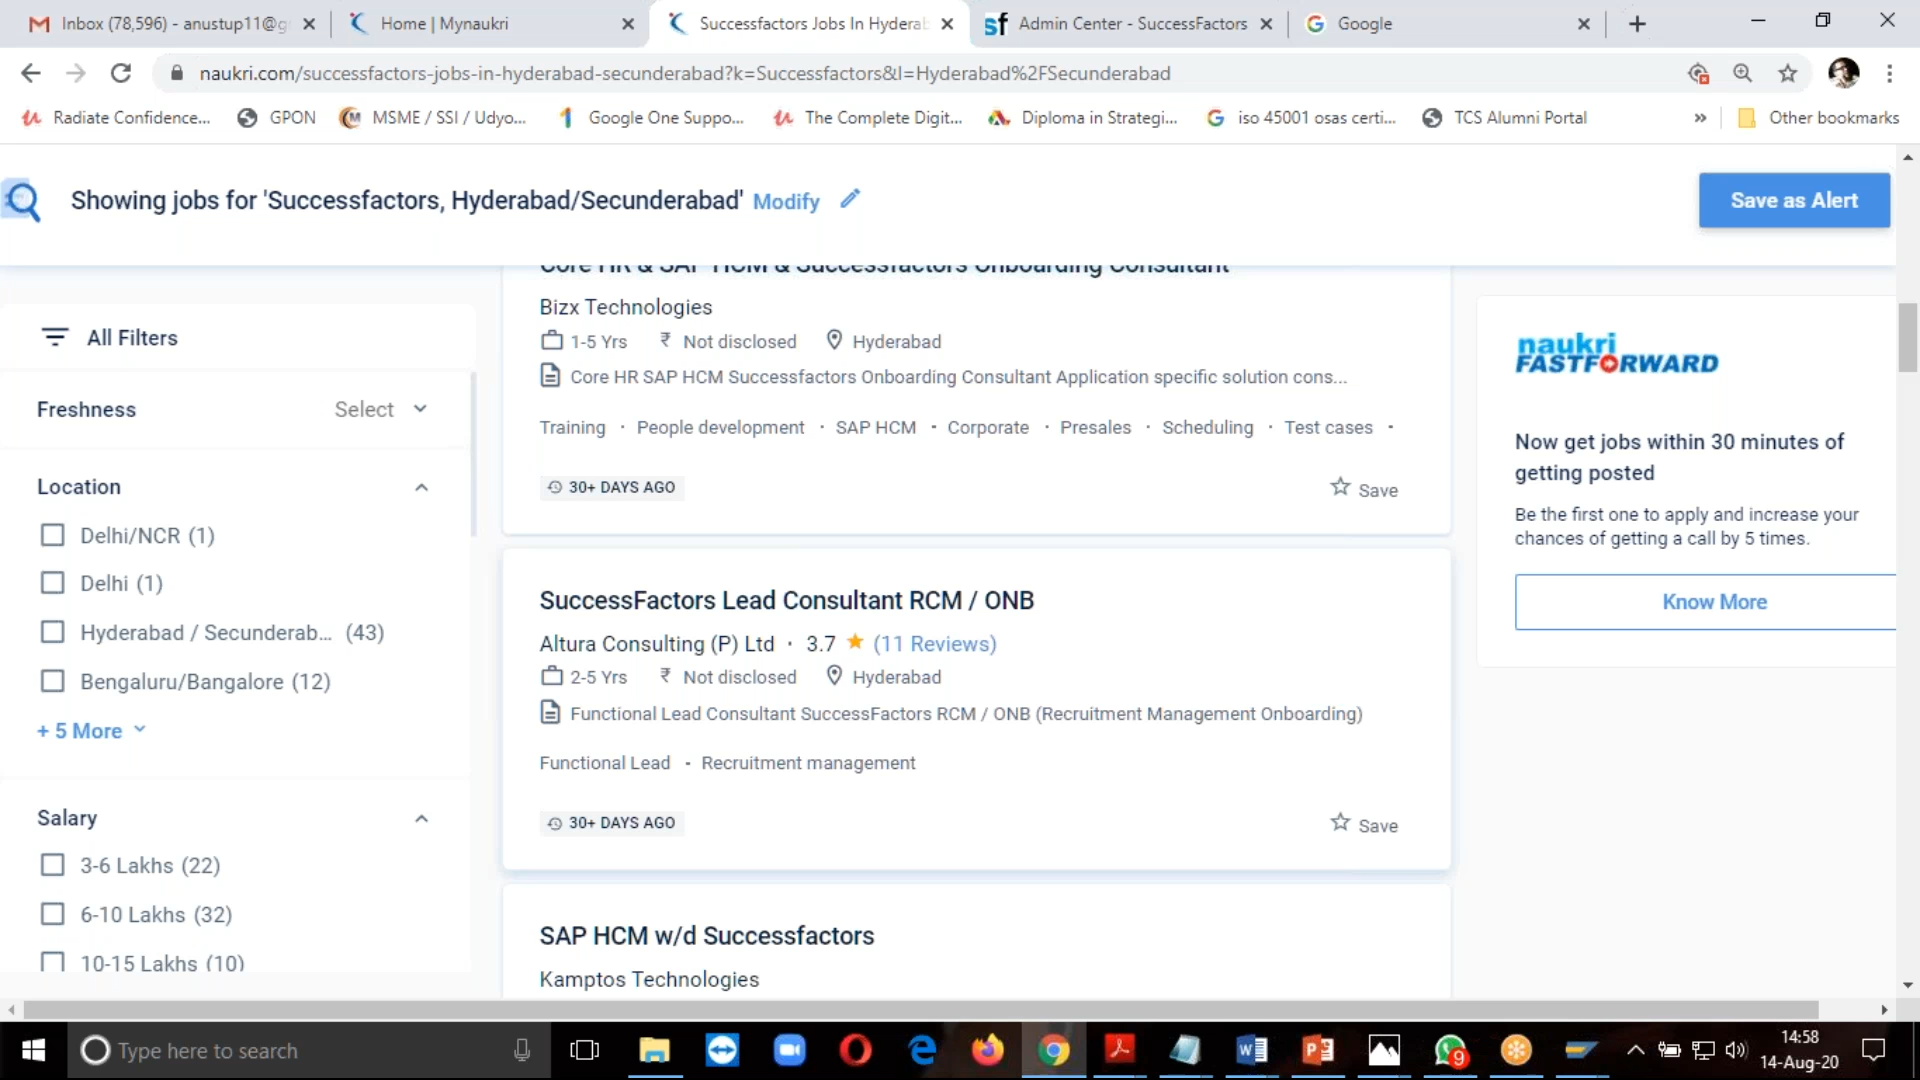 Inbox (78,596) - anustup11@g
Home | Mynaukri
Successfactors Jobs In Hyderab
Admin Center - SuccessFactors
Google
naukri.com/successfactors-jobs-in-hyderabad-secunderabad?k=Successfactors&l=Hyderabad%2FSecunderabad
Radiate Confidence...
GPON
MSME / SSI / Udyo...
Google One Suppo...
The Complete Digit...
Diploma in Strategi...
iso 45001 osas certi...
TCS Alumni Portal
»
Other bookmarks
Showing jobs for 'Successfactors, Hyderabad/Secunderabad' Modify
Save as Alert
All Filters
Freshness
Select
Location
Delhi/NCR (1)
Delhi (1)
Hyderabad / Secunderab... (43)
Bengaluru/Bangalore (12)
+ 5 More
Salary
3-6 Lakhs (22)
6-10 Lakhs (32)
10-15 Lakhs (10)
Core HR & SAP HCM & Successfactors Onboarding Consultant
Bizx Technologies
1-5 Yrs ₹ Not disclosed Hyderabad
Core HR SAP HCM Successfactors Onboarding Consultant Application specific solution cons...
Training · People development · SAP HCM · Corporate · Presales · Scheduling · Test cases ·
30+ DAYS AGO
Save
SuccessFactors Lead Consultant RCM / ONB
Altura Consulting (P) Ltd · 3.7 ★ (11 Reviews)
2-5 Yrs ₹ Not disclosed Hyderabad
Functional Lead Consultant SuccessFactors RCM / ONB (Recruitment Management Onboarding)
Functional Lead · Recruitment management
30+ DAYS AGO
Save
SAP HCM w/d Successfactors
Kamptos Technologies
naukri
FASTFORWARD
Now get jobs within 30 minutes of
getting posted
Be the first one to apply and increase your
chances of getting a call by 5 times.
Know More
Type here to search
9
14:58
14-Aug-20